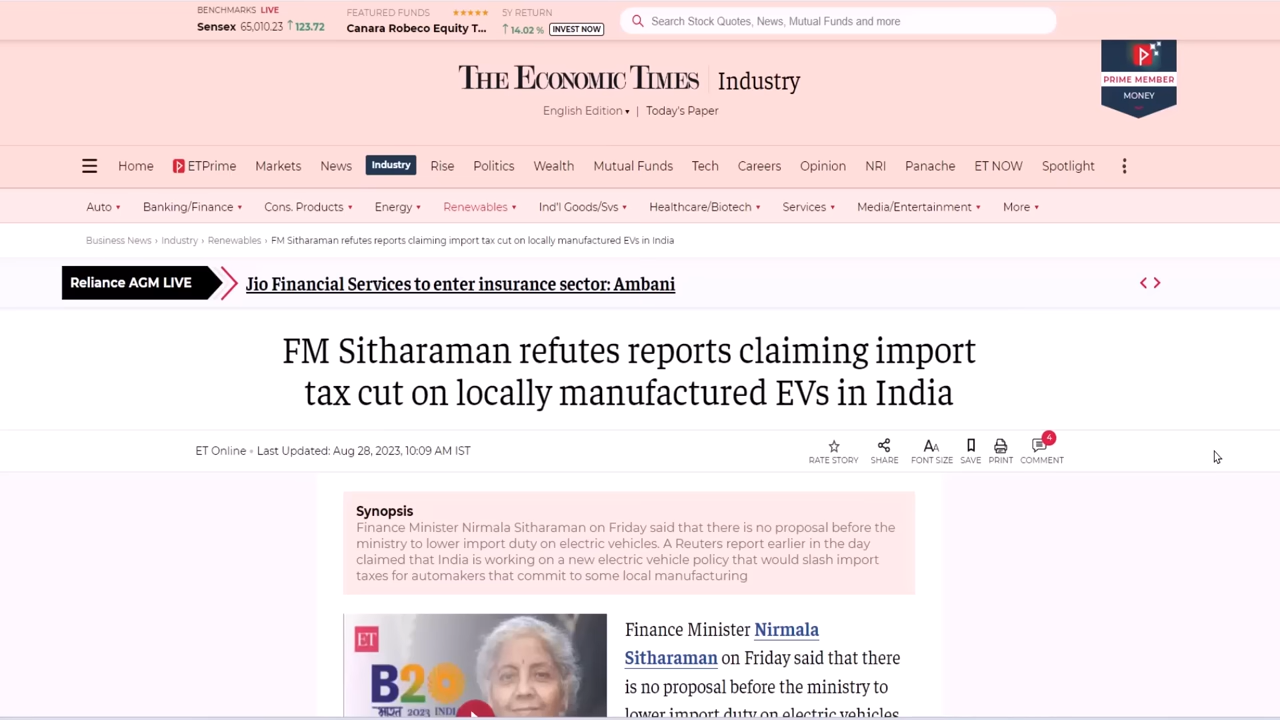 BENCHMARKS LIVE
Sensex 65,010.23 ↑123.72
FEATURED FUNDS ★★★★★
Canara Robeco Equity T...
5Y RETURN
↑14.02 % INVEST NOW
Search Stock Quotes, News, Mutual Funds and more
THE ECONOMIC TIMES | Industry
English Edition ▾ | Today's Paper
PRIME MEMBER
MONEY
Home ETPrime Markets News Industry Rise Politics Wealth Mutual Funds Tech Careers Opinion NRI Panache ET NOW Spotlight
Auto ▾ Banking/Finance ▾ Cons. Products ▾ Energy ▾ Renewables ▾ Ind'l Goods/Svs ▾ Healthcare/Biotech ▾ Services ▾ Media/Entertainment ▾ More ▾
Business News › Industry › Renewables › FM Sitharaman refutes reports claiming import tax cut on locally manufactured EVs in India
Reliance AGM LIVE
Jio Financial Services to enter insurance sector: Ambani
FM Sitharaman refutes reports claiming import
tax cut on locally manufactured EVs in India
ET Online • Last Updated: Aug 28, 2023, 10:09 AM IST
RATE STORY SHARE FONT SIZE SAVE PRINT COMMENT 4
Synopsis
Finance Minister Nirmala Sitharaman on Friday said that there is no proposal before the
ministry to lower import duty on electric vehicles. A Reuters report earlier in the day
claimed that India is working on a new electric vehicle policy that would slash import
taxes for automakers that commit to some local manufacturing
ET
B20
भारत 2023 INDIA
Finance Minister Nirmala
Sitharaman on Friday said that there
is no proposal before the ministry to
lower import duty on electric vehicles